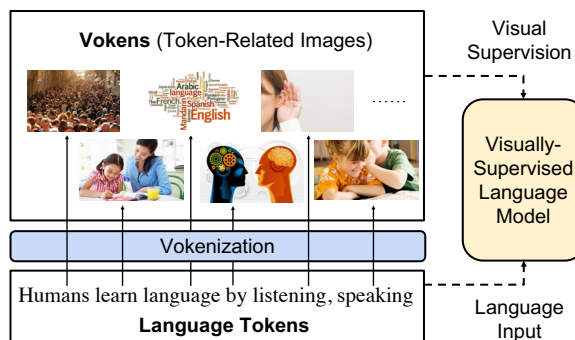 Vokens (Token-Related Images)
Visual
Supervision
Arabic
language
French
Spanish
Mandarin
English
......
Visually-
Supervised
Language
Model
Vokenization
Humans learn language by listening, speaking
Language Tokens
Language
Input